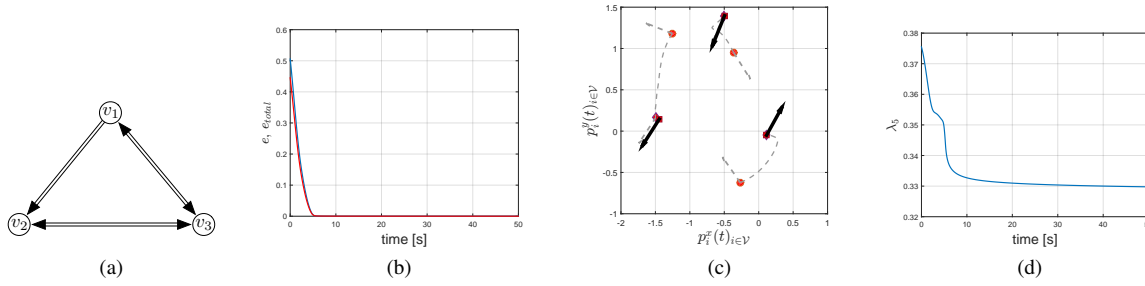 v₁
v₂
v₃
(a)
e, e_total
0.6
0.5
0.4
0.3
0.2
0.1
0
0 10 20 30 40 50
time [s]
(b)
p_i^y(t)_{i∈𝒱}
1.5
1
0.5
0
-0.5
-1
-2 -1.5 -1 -0.5 0 0.5 1
p_i^x(t)_{i∈𝒱}
(c)
λ₅
0.38
0.37
0.36
0.35
0.34
0.33
0.32
0 10 20 30 40 50
time [s]
(d)